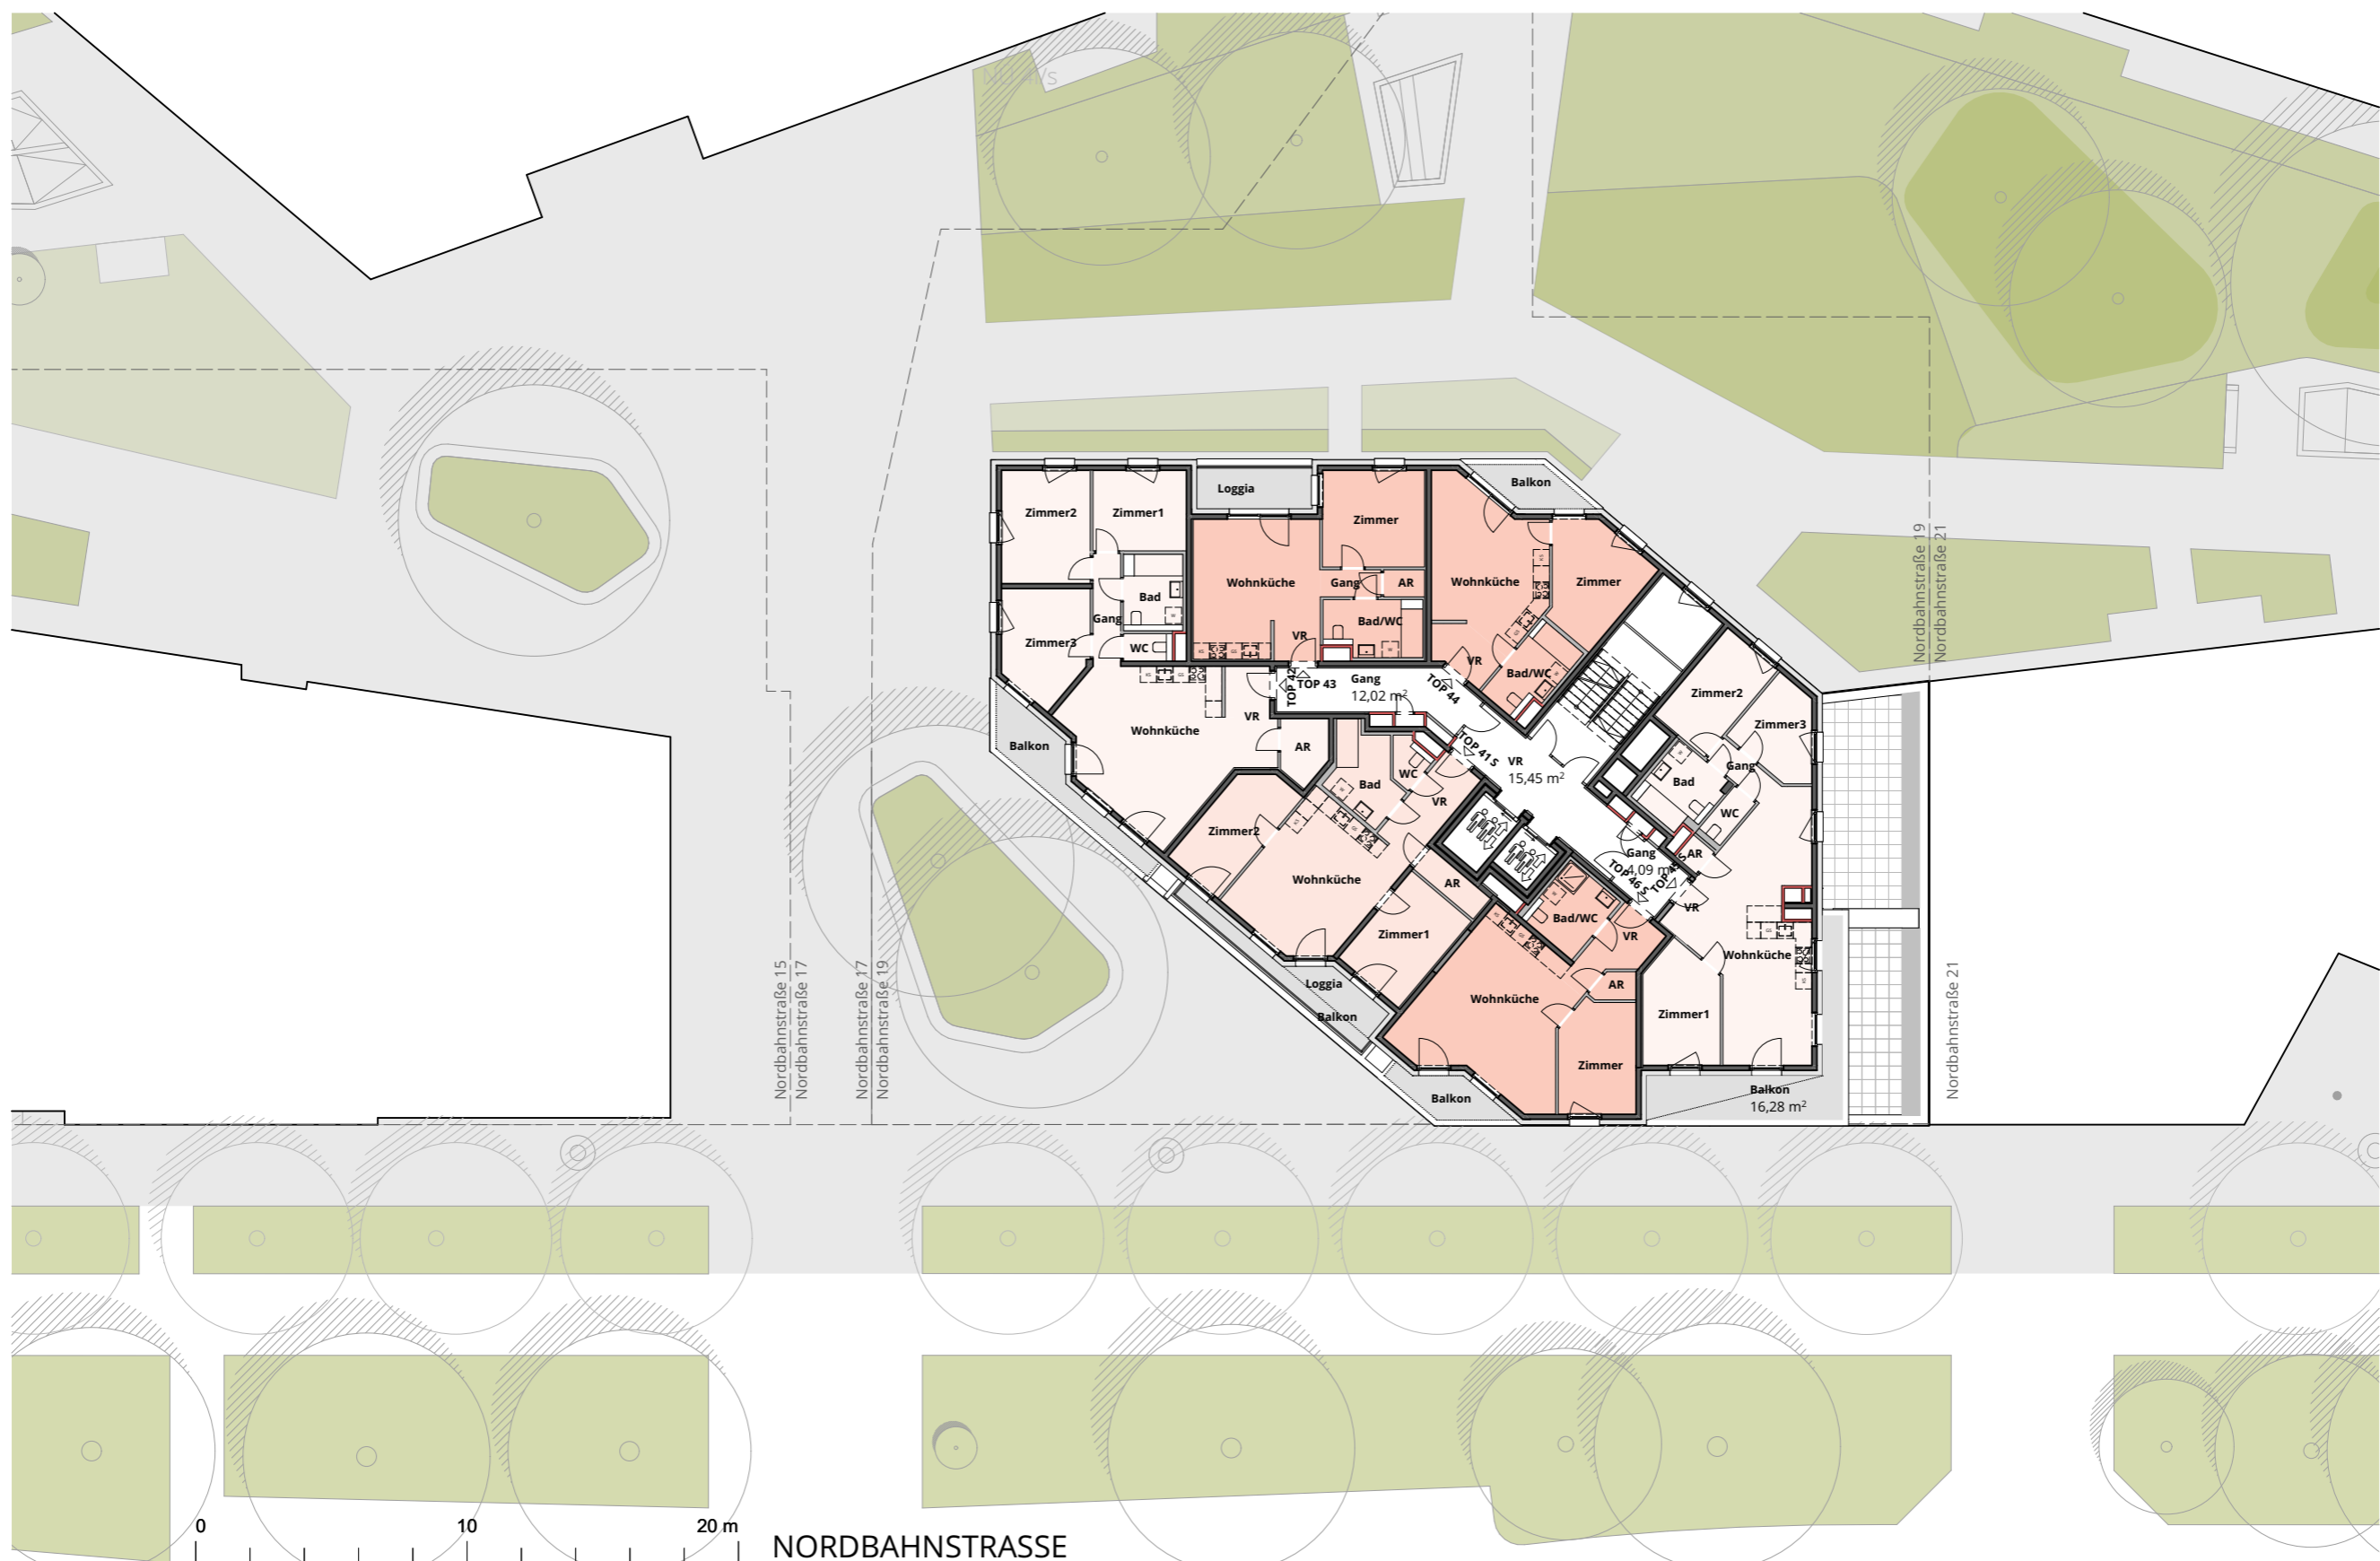 Loggia
Balkon
Zimmer2
Zimmer1
Zimmer
Wohnküche
Gang
AR
Wohnküche
Zimmer
Bad
Gang
Bad/WC
VR
Zimmer3
WC
VR
Bad/WC
TOP 42
TOP 43
Gang
12,02 m²
TOP 44
Zimmer2
Zimmer3
Wohnküche
VR
Balkon
AR
TOP 41 S
VR
15,45 m²
Gang
Bad
WC
Bad
VR
WC
Zimmer2
Gang
4,09 m²
AR
TOP 46 S
Wohnküche
AR
VR
Bad/WC
VR
Zimmer1
Wohnküche
Loggia
Balkon
Wohnküche
AR
Zimmer1
Zimmer
Balkon
Balkon
16,28 m²
Nordbahnstraße 19
Nordbahnstraße 21
Nordbahnstraße 15
Nordbahnstraße 17
Nordbahnstraße 17
Nordbahnstraße 19
Nordbahnstraße 21
0 10 20 m
NORDBAHNSTRASSE